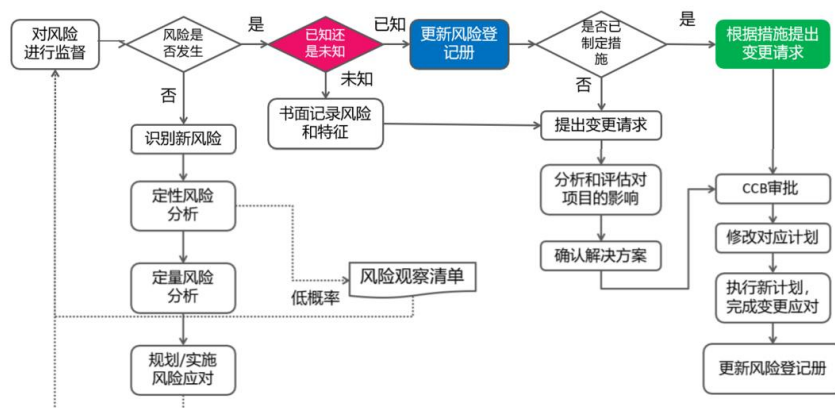 对风险
进行监督
风险是
否发生
是
已知还
是未知
已知
更新风险登
记册
是否已
制定措
施
是
根据措施提出
变更请求
未知
否
书面记录风险
和特征
否
提出变更请求
识别新风险
分析和评估对
项目的影响
CCB审批
定性风险
分析
修改对应计划
确认解决方案
定量风险
分析
低概率
风险观察清单
执行新计划，
完成变更应对
规划/实施
风险应对
更新风险登记册